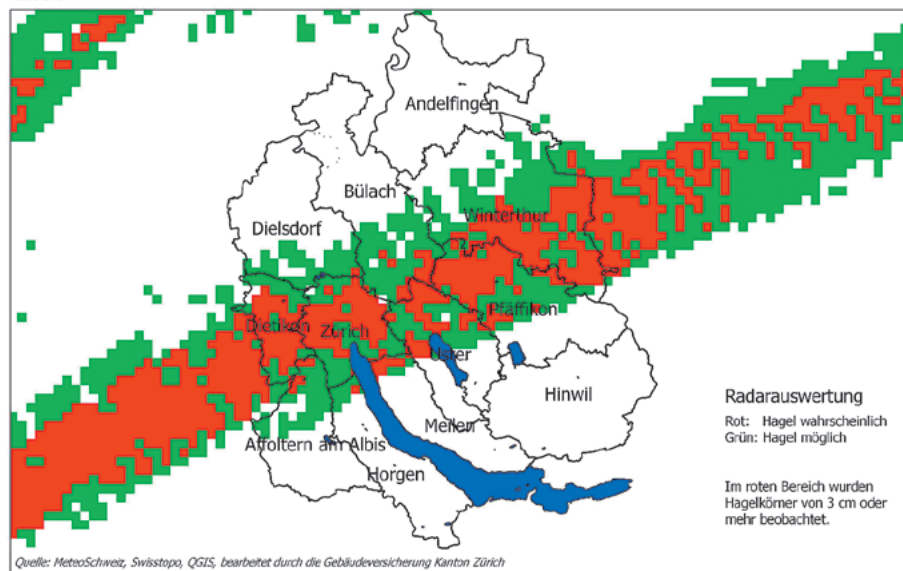 Andelfingen
Bülach
Winterthur
Dielsdorf
Pfäffikon
Dietikon
Zürich
Uster
Hinwil
Meilen
Affoltern am Albis
Horgen
Radarauswertung
Rot: Hagel wahrscheinlich
Grün: Hagel möglich
Im roten Bereich wurden
Hagelkörner von 3 cm oder
mehr beobachtet.
Quelle: MeteoSchweiz, Swisstopo, QGIS, bearbeitet durch die Gebäudeversicherung Kanton Zürich